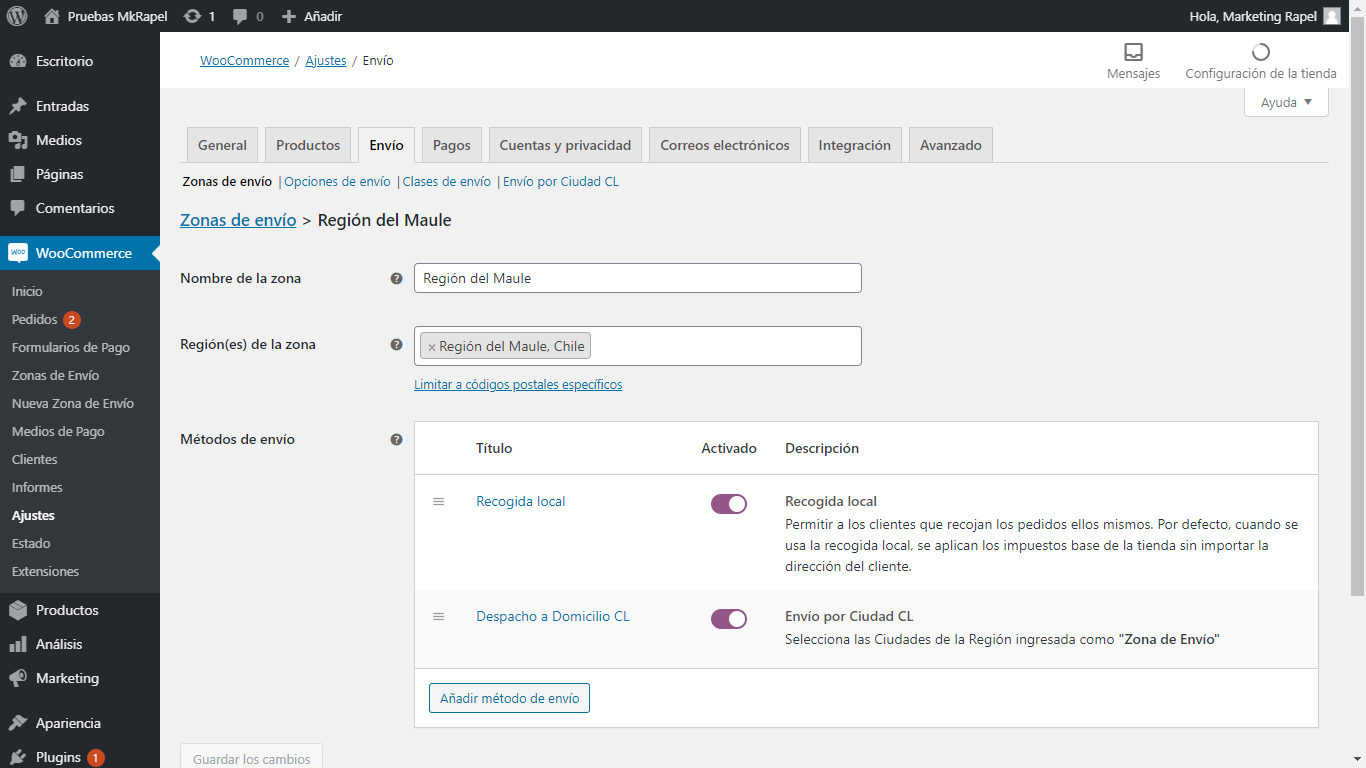 Pruebas MkRapel 1 0 Añadir Hola, Marketing Rapel
Escritorio
Entradas
Medios
Páginas
Comentarios
WooCommerce
Inicio
Pedidos 2
Formularios de Pago
Zonas de Envío
Nueva Zona de Envío
Medios de Pago
Clientes
Informes
Ajustes
Estado
Extensiones
Productos
Análisis
Marketing
Apariencia
Plugins 1
WooCommerce / Ajustes / Envío
Mensajes
Configuración de la tienda
Ayuda
General Productos Envío Pagos Cuentas y privacidad Correos electrónicos Integración Avanzado
Zonas de envío | Opciones de envío | Clases de envío | Envío por Ciudad CL
Zonas de envío > Región del Maule
Nombre de la zona ? Región del Maule
Región(es) de la zona ? × Región del Maule, Chile
Limitar a códigos postales específicos
Métodos de envío ?
Título Activado Descripción
Recogida local
Recogida local
Permitir a los clientes que recojan los pedidos ellos mismos. Por defecto, cuando se
usa la recogida local, se aplican los impuestos base de la tienda sin importar la
dirección del cliente.
Despacho a Domicilio CL
Envío por Ciudad CL
Selecciona las Ciudades de la Región ingresada como "Zona de Envío"
Añadir método de envío
Guardar los cambios